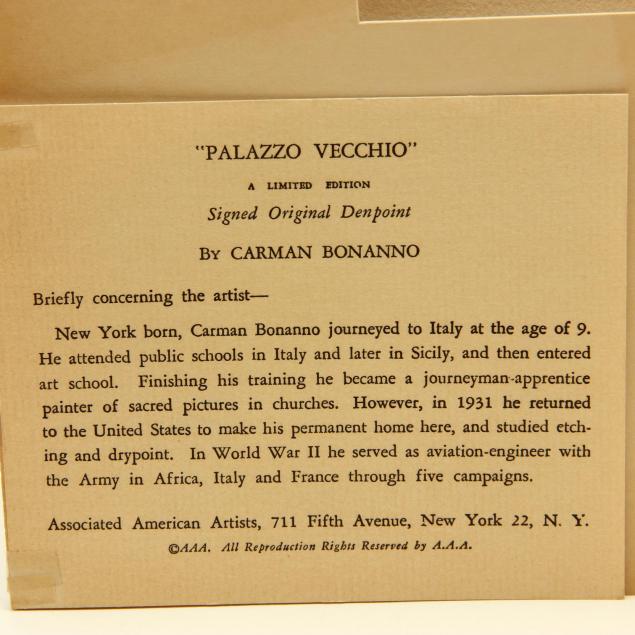 "PALAZZO VECCHIO"
A LIMITED EDITION
Signed Original Denpoint
BY CARMAN BONANNO
Briefly concerning the artist—
New York born, Carman Bonanno journeyed to Italy at the age of 9.
He attended public schools in Italy and later in Sicily, and then entered
art school. Finishing his training he became a journeyman-apprentice
painter of sacred pictures in churches. However, in 1931 he returned
to the United States to make his permanent home here, and studied etch-
ing and drypoint. In World War II he served as aviation-engineer with
the Army in Africa, Italy and France through five campaigns.
Associated American Artists, 711 Fifth Avenue, New York 22, N. Y.
©AAA. All Reproduction Rights Reserved by A.A.A.